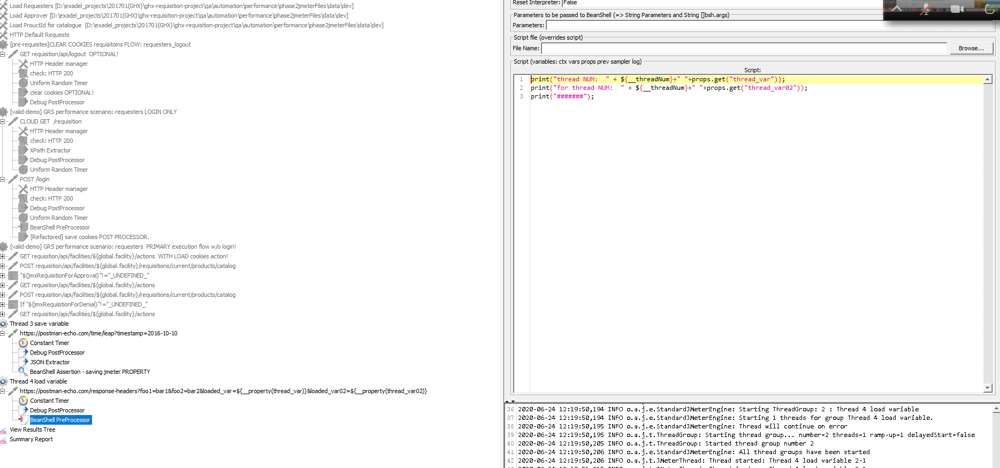 Load Requesters [D:\exadel_projects\201701(GHX)\ghx-requisition-project\qa\automation\performance\phase2jmeterFiles\data\dev]
Load Approver [D:\exadel_projects\201701(GHX)\ghx-requisition-project\qa\automation\performance\phase2jmeterFiles\data\dev]
Load ProuctId for catalogue  [D:\exadel_projects\201701(GHX)\ghx-requisition-project\qa\automation\performance\phase2jmeterFiles\data\dev]
HTTP Default Requests
[pre-requisites]CLEAR COOKIES requisitoins FLOW: requesters_logout
GET requisition/api/logout  OPTIONAL!
HTTP Header manager
check: HTTP 200
Uniform Random Timer
clear cookies OPTIONAL!
Debug PostProcessor
[valid-demo] GRS performance scenario: requesters LOGIN ONLY
CLOUD GET  /requisition
HTTP Header manager
check: HTTP 200
XPath Extractor
Debug PostProcessor
Uniform Random Timer
POST /login
HTTP Header manager
check: HTTP 200
Debug PostProcessor
Uniform Random Timer
BeanShell PreProcessor
[Refactored] save cookies POST PROCESSOR.
[valid-demo] GRS performance scenario: requesters  PRIMARY execution flow w/o login!
GET requisition/api/facilities/${global.facility}/actions  WITH LOAD cookies action!
POST requisition/api/facilities/${global.facility}/requisitions/current/products/catalog
"${jmxRequisitionForApproval}"!="_UNDEFINED_"
GET requisition/api/facilities/${global.facility}/actions
POST requisition/api/facilities/${global.facility}/requisitions/current/products/catalog
If "${jmxRequisitionForDenial}"!="_UNDEFINED_"
GET requisition/api/facilities/${global.facility}/actions
Thread 3 save variable
https://postman-echo.com/time/leap?timestamp=2016-10-10
Constant Timer
Debug PostProcessor
JSON Extractor
BeanShell Assertion - saving jmeter PROPERTY
Thread 4 load variable
https://postman-echo.com/response-headers?foo1=bar1&foo2=bar2&loaded_var=${__property(thread_var)}&loaded_var02=${__property(thread_var02)}
Constant Timer
Debug PostProcessor
BeanShell PreProcessor
View Results Tree
Summary Report
Reset Interpreter: False
Parameters to be passed to BeanShell (=> String Parameters and String []bsh.args)
Parameters:
Script file (overrides script)
File Name:
Browse...
Script (variables: ctx vars props prev sampler log)
Script:
1 print("thread NUM:  " + ${__threadNum}+" "+props.get("thread_var"));
2 print("for thread NUM:  " + ${__threadNum}+" "+props.get("thread_var02"));
3 print("#######");
36 2020-06-24 12:19:50,194 INFO o.a.j.e.StandardJMeterEngine: Starting ThreadGroup: 2 : Thread 4 load variable
37 2020-06-24 12:19:50,194 INFO o.a.j.e.StandardJMeterEngine: Starting 1 threads for group Thread 4 load variable.
38 2020-06-24 12:19:50,195 INFO o.a.j.e.StandardJMeterEngine: Thread will continue on error
39 2020-06-24 12:19:50,195 INFO o.a.j.t.ThreadGroup: Starting thread group... number=2 threads=1 ramp-up=1 delayedStart=false
40 2020-06-24 12:19:50,205 INFO o.a.j.t.ThreadGroup: Started thread group number 2
41 2020-06-24 12:19:50,206 INFO o.a.j.e.StandardJMeterEngine: All thread groups have been started
42 2020-06-24 12:19:50,206 INFO o.a.j.t.JMeterThread: Thread started: Thread 4 load variable 2-1